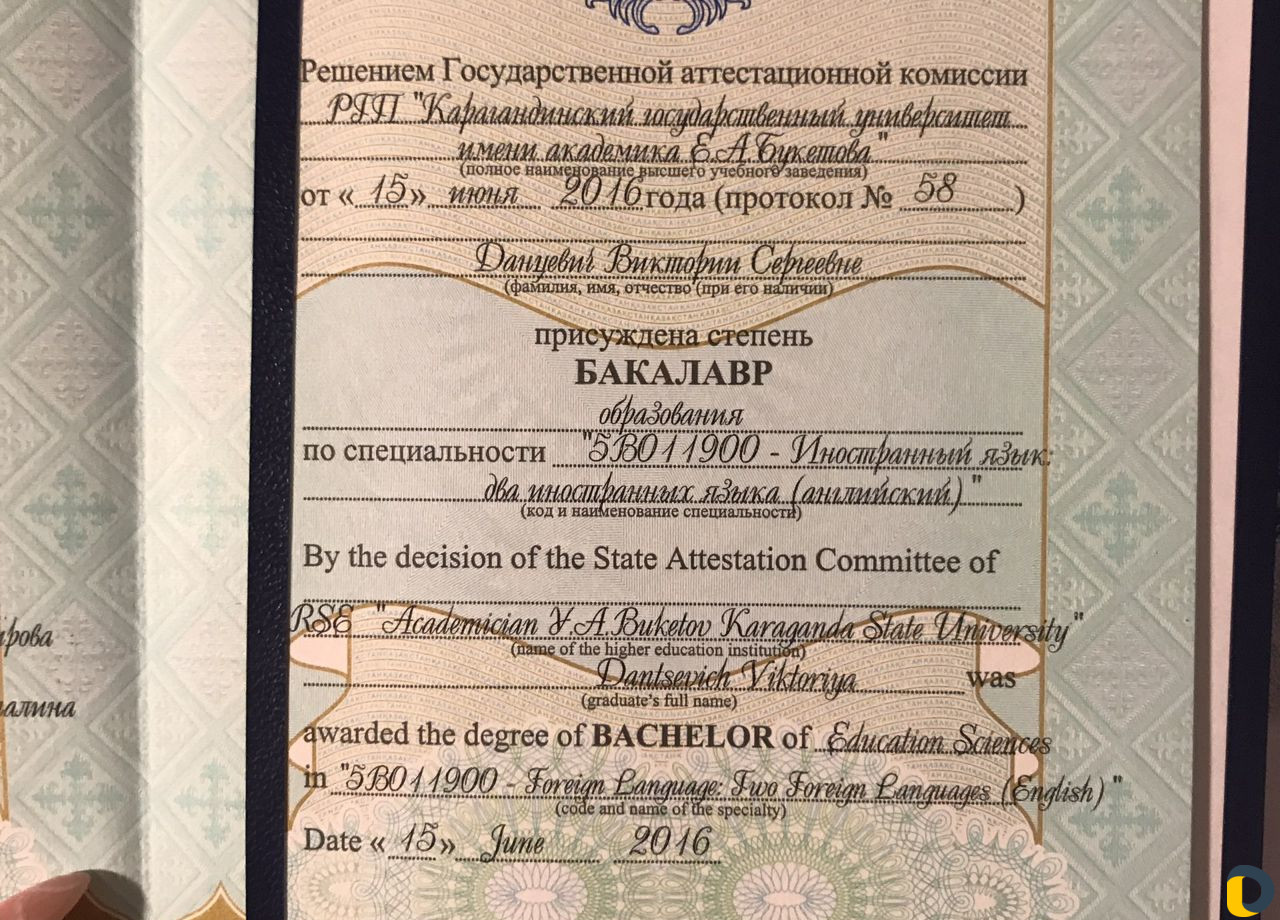 Решением Государственной аттестационной комиссии
РГП "Карагандинский государственный университет
имени академика Е.А.Букетова"
(полное наименование высшего учебного заведения)
от « 15 » июня 2016 года (протокол № 58 )
Данцевич Виктории Сергеевне
(фамилия, имя, отчество (при его наличии)
присуждена степень
БАКАЛАВР
образования
по специальности "5В011900 - Иностранный язык:
два иностранных языка (английский)"
(код и наименование специальности)
By the decision of the State Attestation Committee of
RSE "Academician Y.A.Buketov Karaganda State University"
(name of the higher education institution)
Dantsevich Viktoriya was
(graduate's full name)
awarded the degree of BACHELOR of Education Sciences
in "5B011900 - Foreign Language: Two Foreign Languages (English)"
(code and name of the specialty)
Date « 15 » June 2016